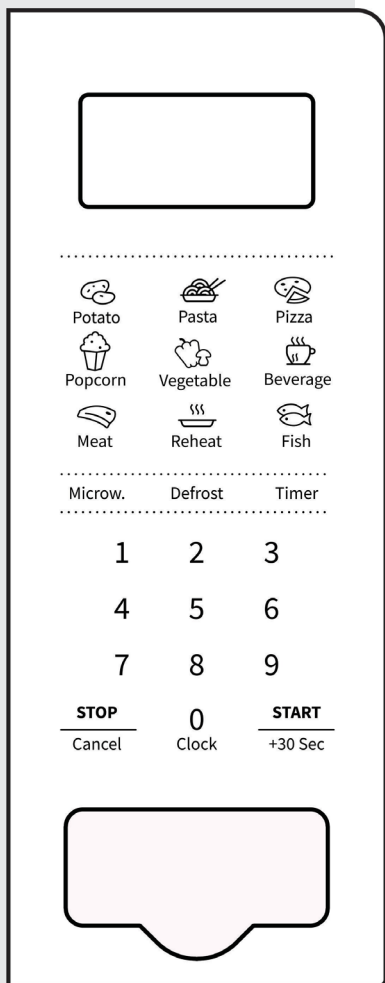 Potato Pasta Pizza
Popcorn Vegetable Beverage
Meat Reheat Fish
Microw. Defrost Timer
1 2 3
4 5 6
7 8 9
STOP 0 START
Cancel Clock +30 Sec